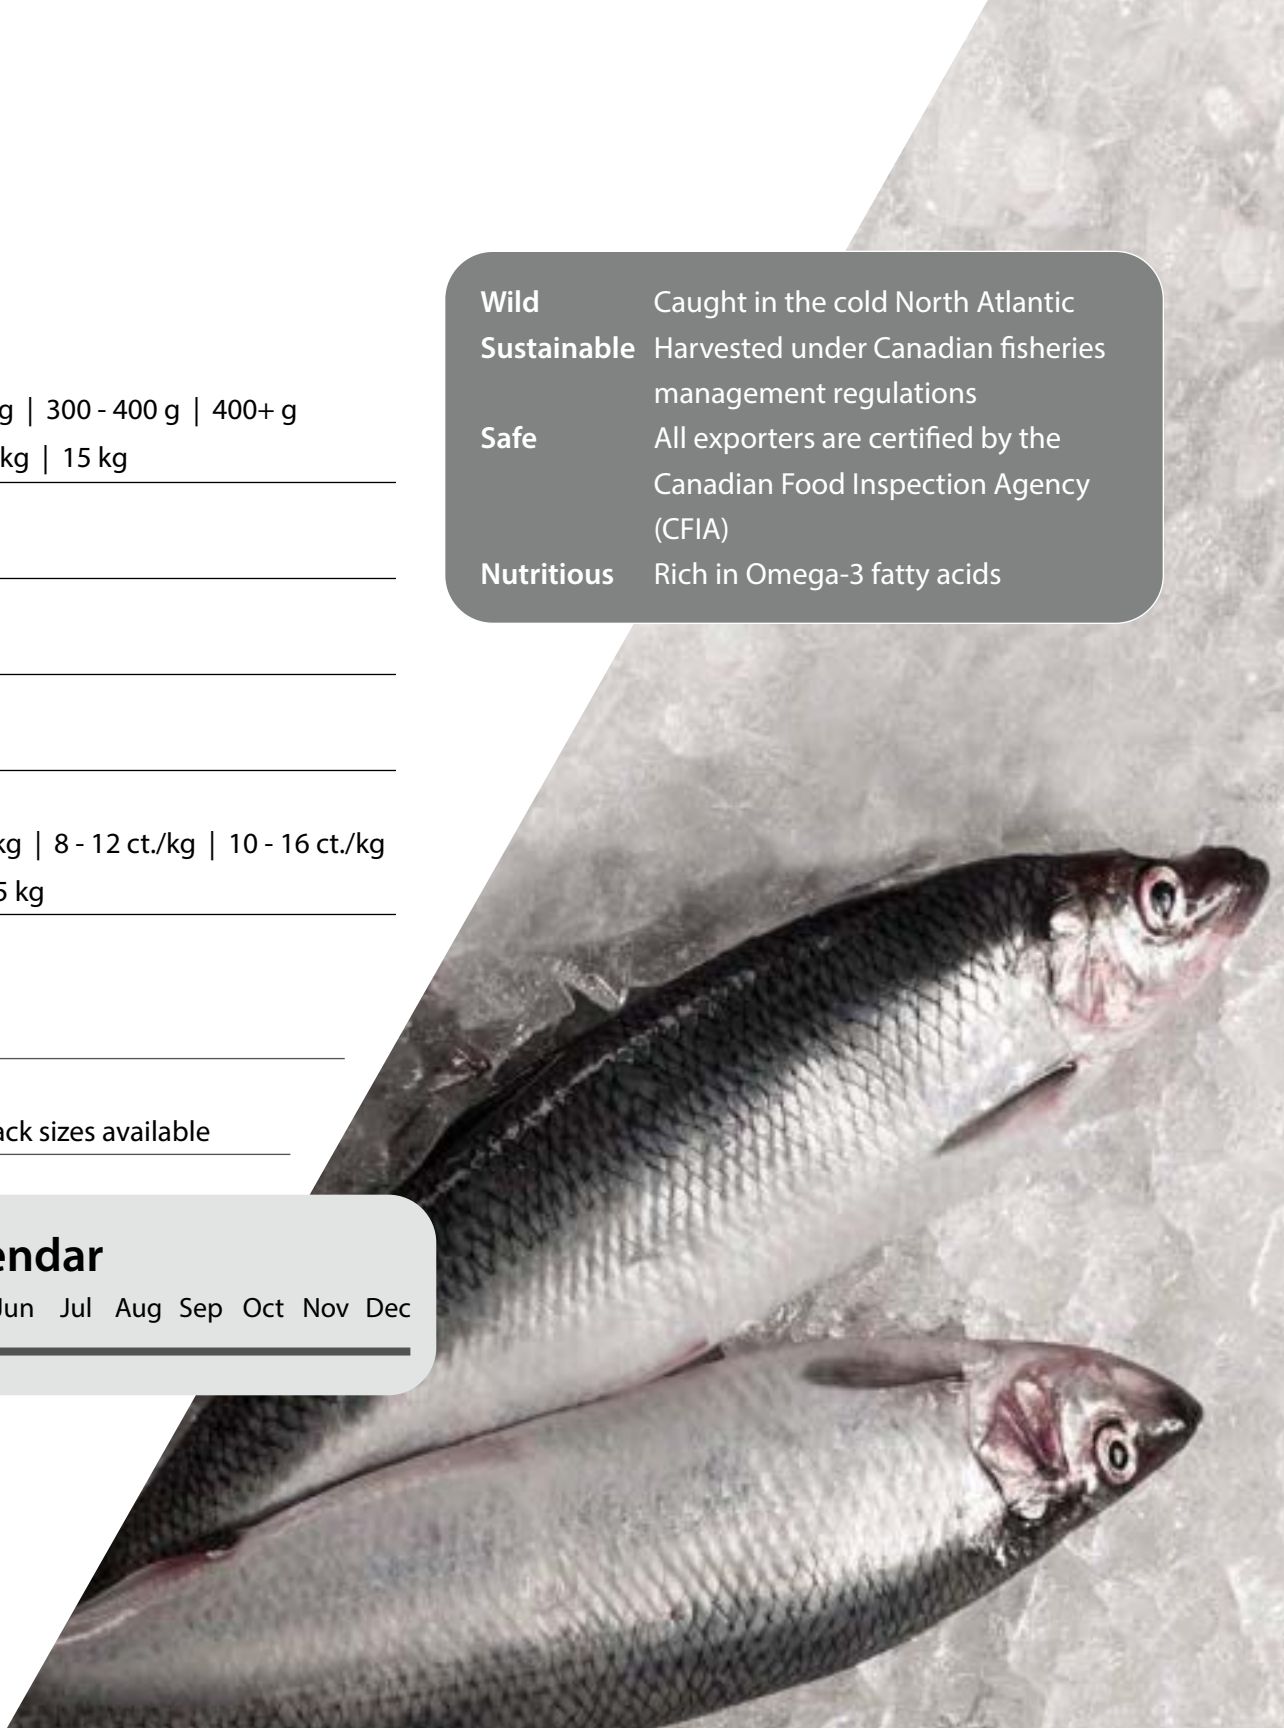 Wild Caught in the cold North Atlantic
Sustainable Harvested under Canadian fisheries
management regulations
Safe All exporters are certified by the
Canadian Food Inspection Agency
(CFIA)
Nutritious Rich in Omega-3 fatty acids
g | 300 - 400 g | 400+ g
kg | 15 kg
kg | 8 - 12 ct./kg | 10 - 16 ct./kg
5 kg
ack sizes available
endar
Jun Jul Aug Sep Oct Nov Dec